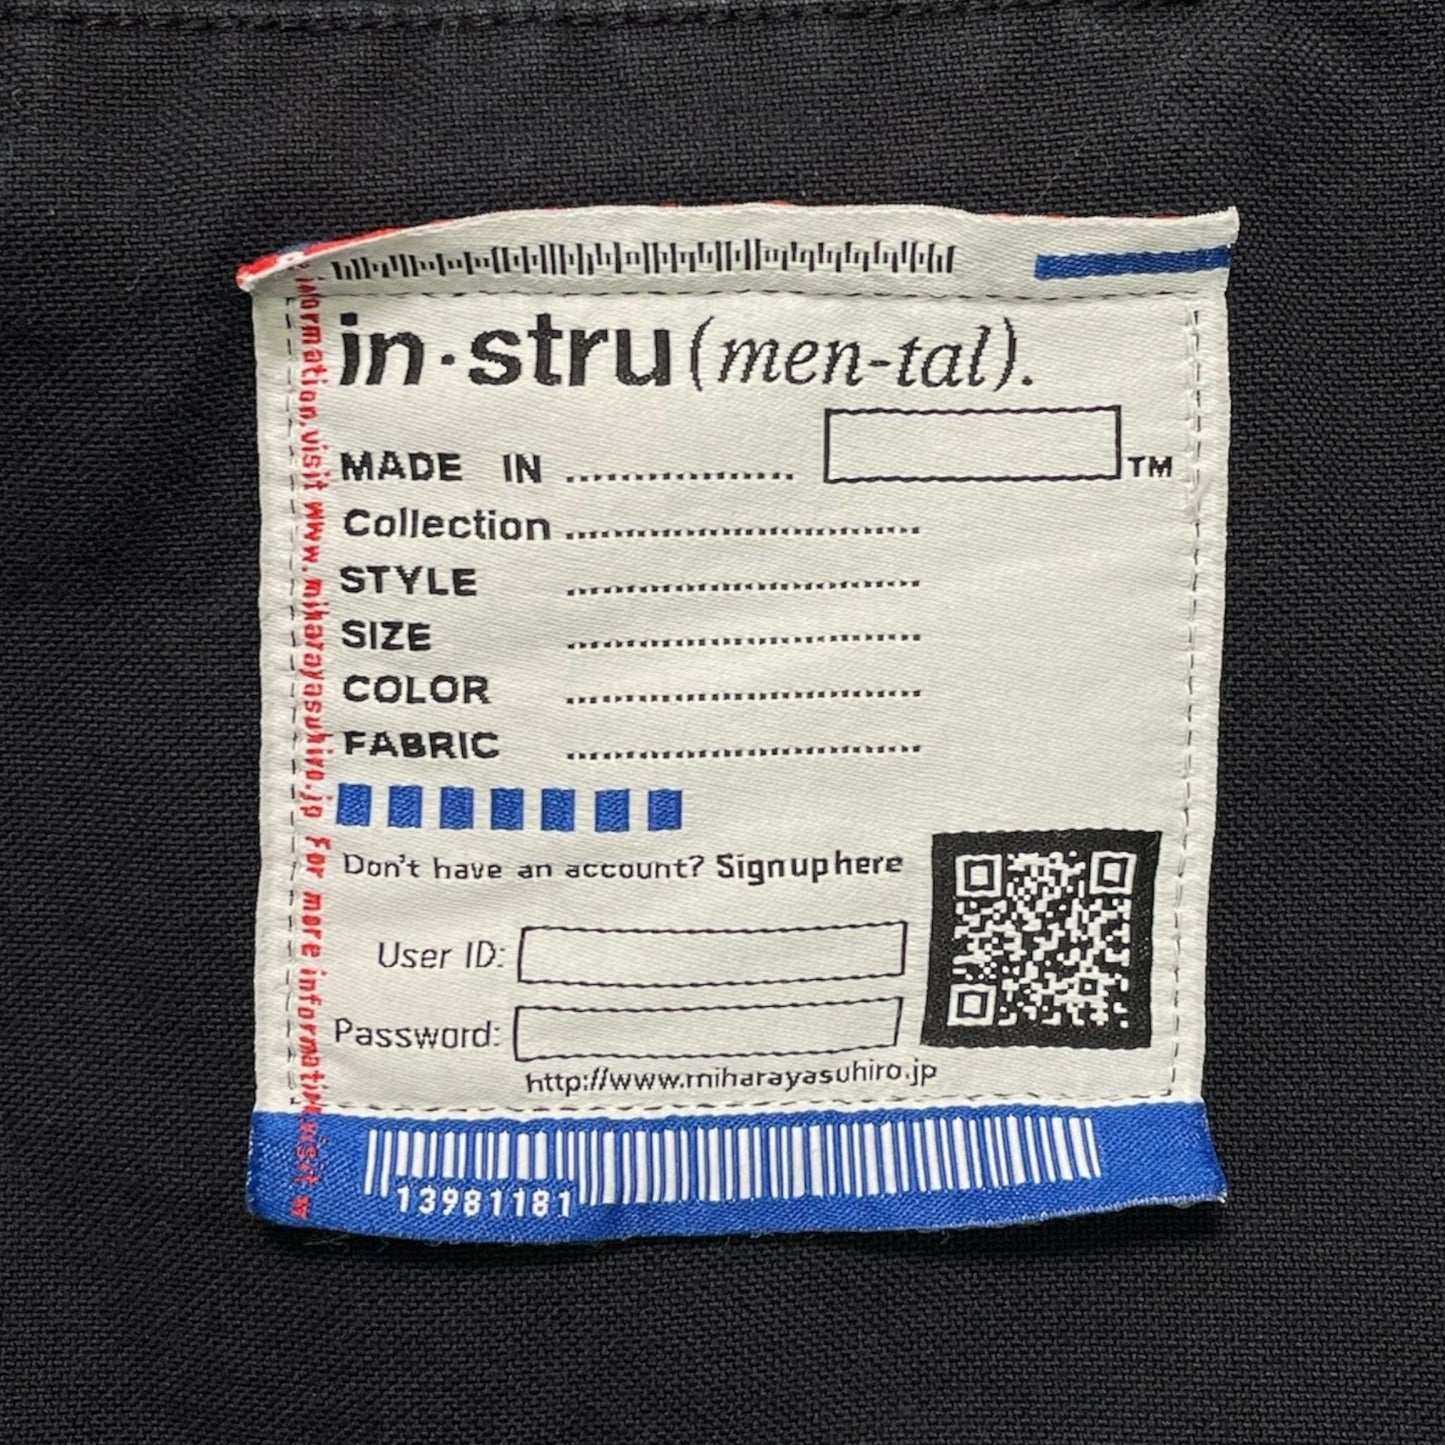 in·stru(men-tal).
MADE IN ................ TM
Collection ................................
STYLE ................................
SIZE ................................
COLOR ................................
FABRIC ................................
Don't have an account? Sign up here
User ID:
Password:
http://www.miharayasuhiro.jp
13981181
information, visit www.miharayasuhiro.jp For more information, visit w